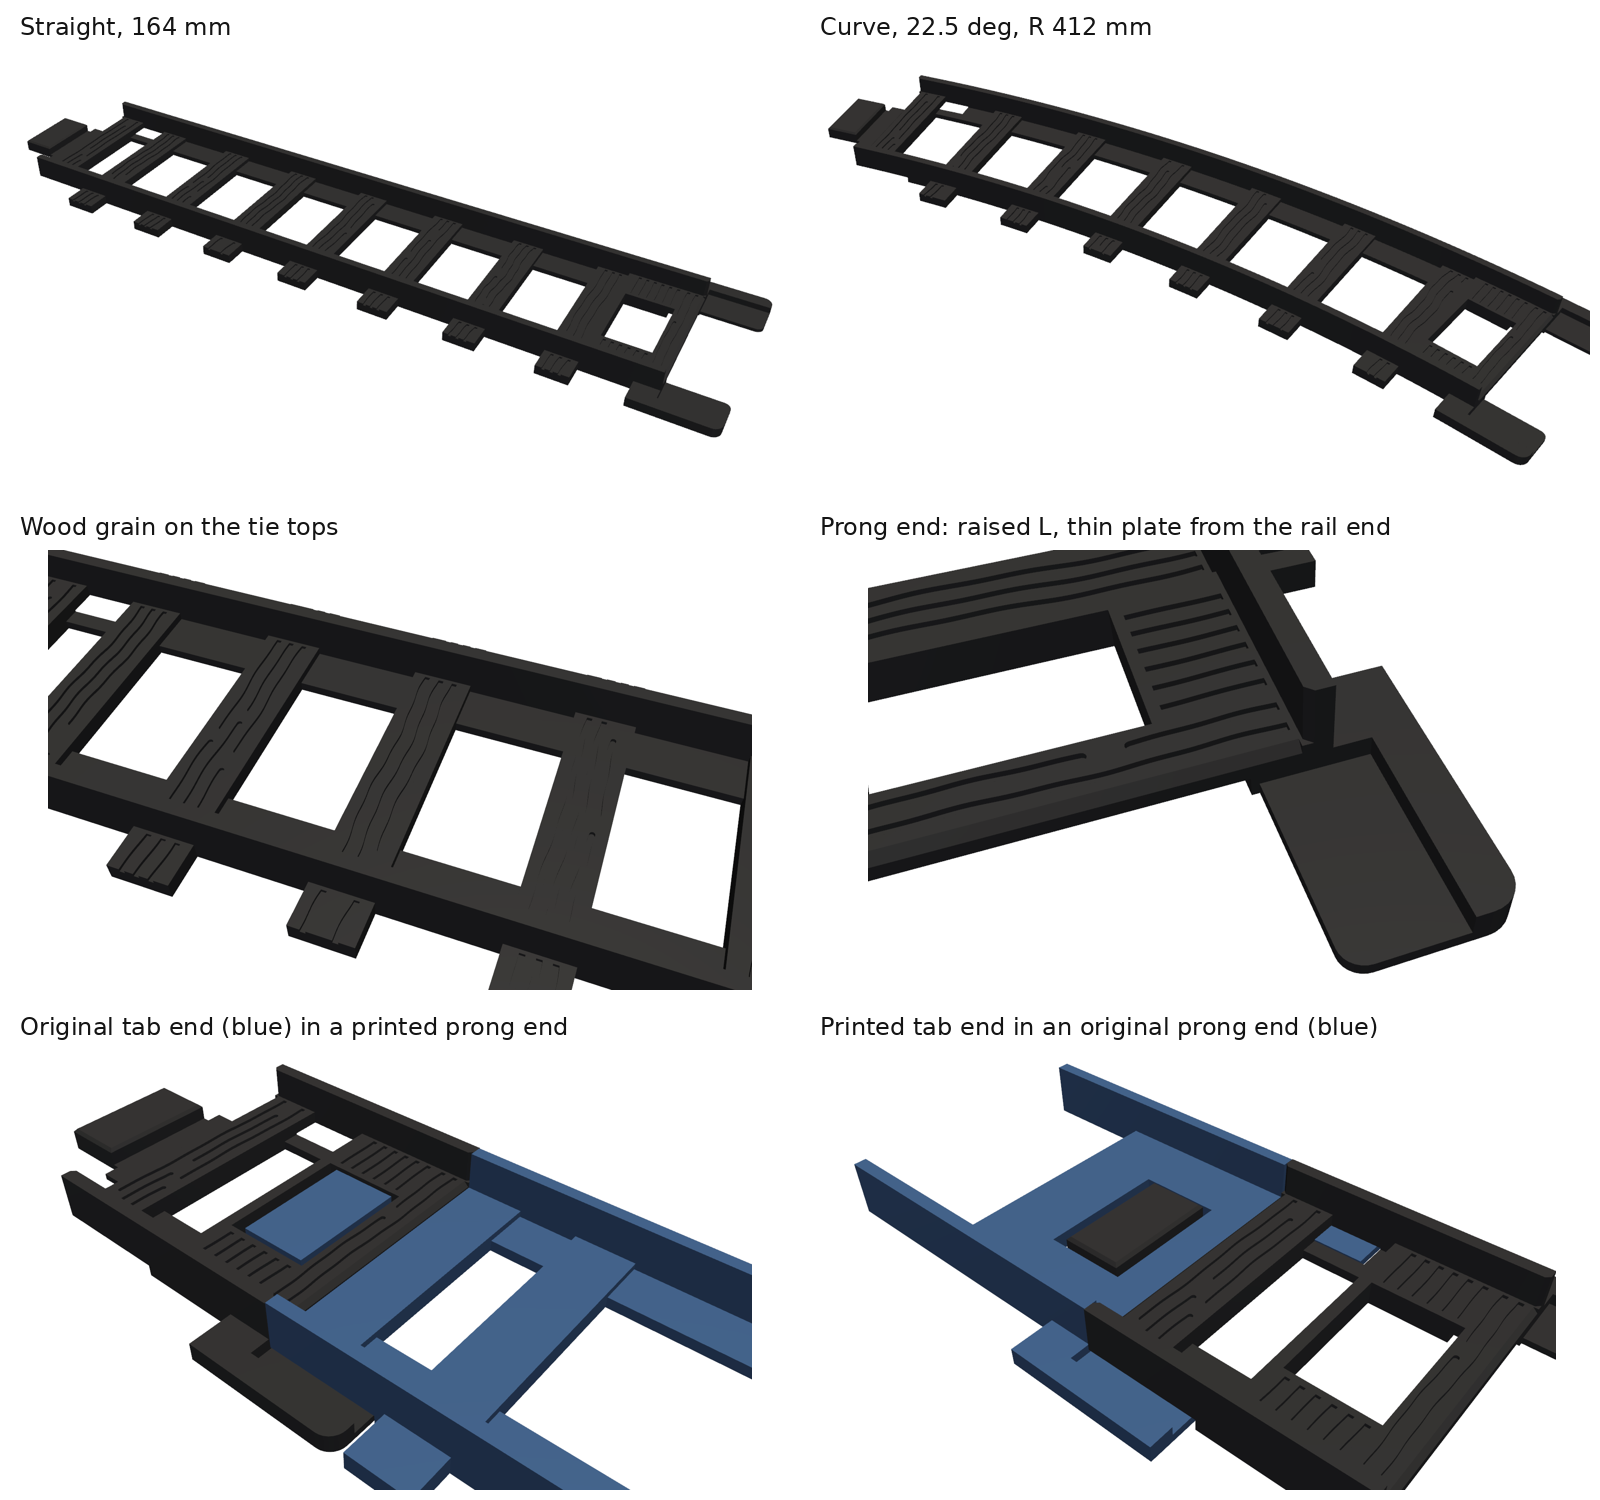 Straight, 164 mm
Curve, 22.5 deg, R 412 mm
Wood grain on the tie tops
Prong end: raised L, thin plate from the rail end
Original tab end (blue) in a printed prong end
Printed tab end in an original prong end (blue)